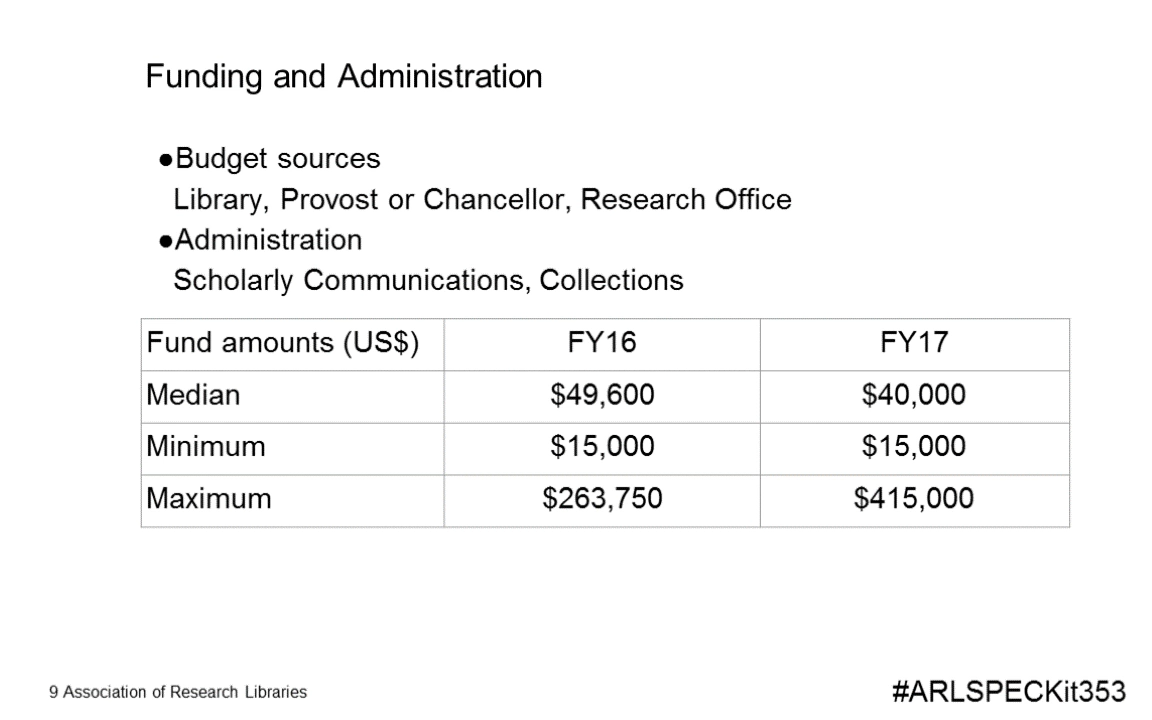 Funding and Administration
●Budget sources
Library, Provost or Chancellor, Research Office
●Administration
Scholarly Communications, Collections
Fund amounts (US$) FY16 FY17
Median $49,600 $40,000
Minimum $15,000 $15,000
Maximum $263,750 $415,000
9 Association of Research Libraries #ARLSPECKit353